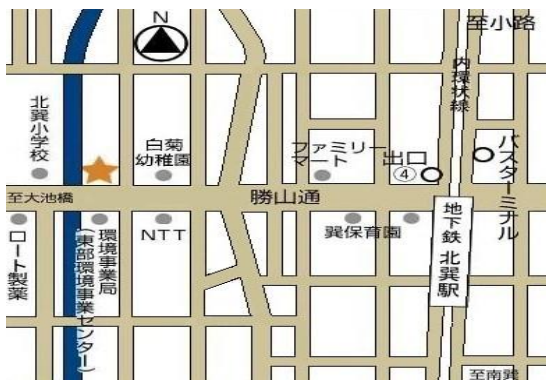 N
至小路
内環状線
北巽小学校
白菊
幼稚園
ファミリー
マート
出口
④
バスターミナル
至大池橋
勝山通
ロート製薬
環境事業局
(東部環境事業センター)
NTT
巽保育園
地下鉄 北巽駅
至南巽